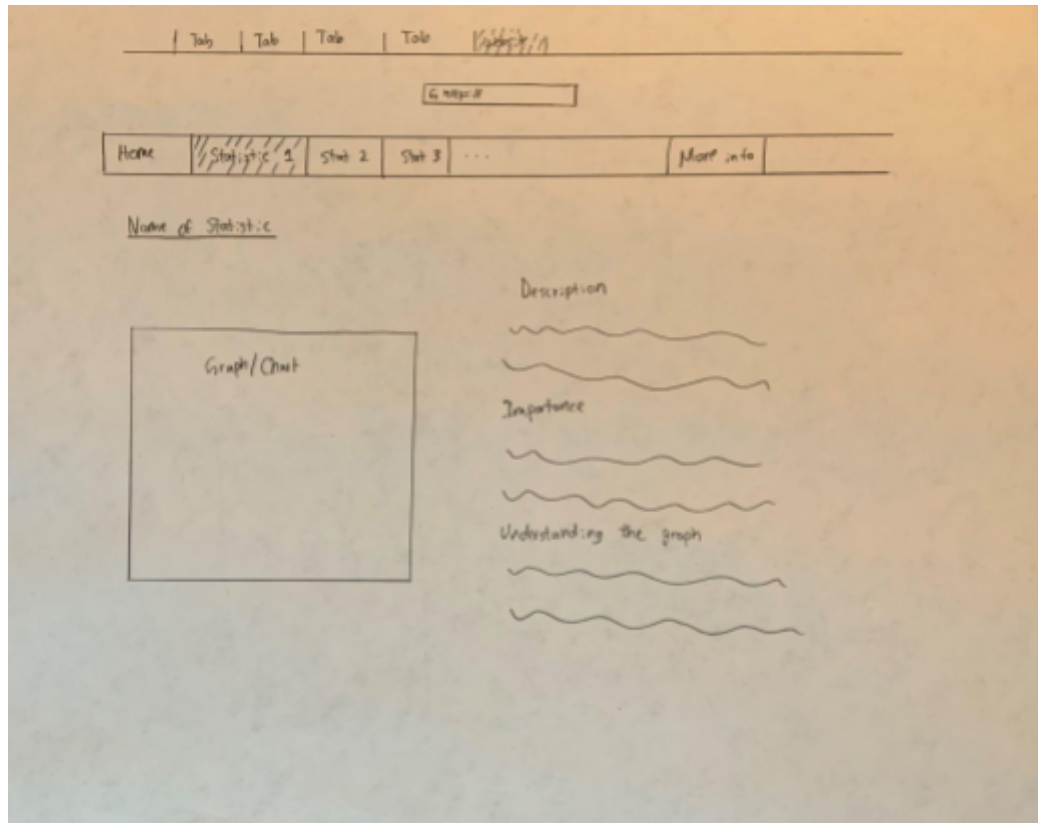 Tab Tab Tab Tab
Home Statistic 1 Stat 2 Stat 3 ... More info
Name of Statistic
Description
Graph/Chart
Importance
Understanding the graph